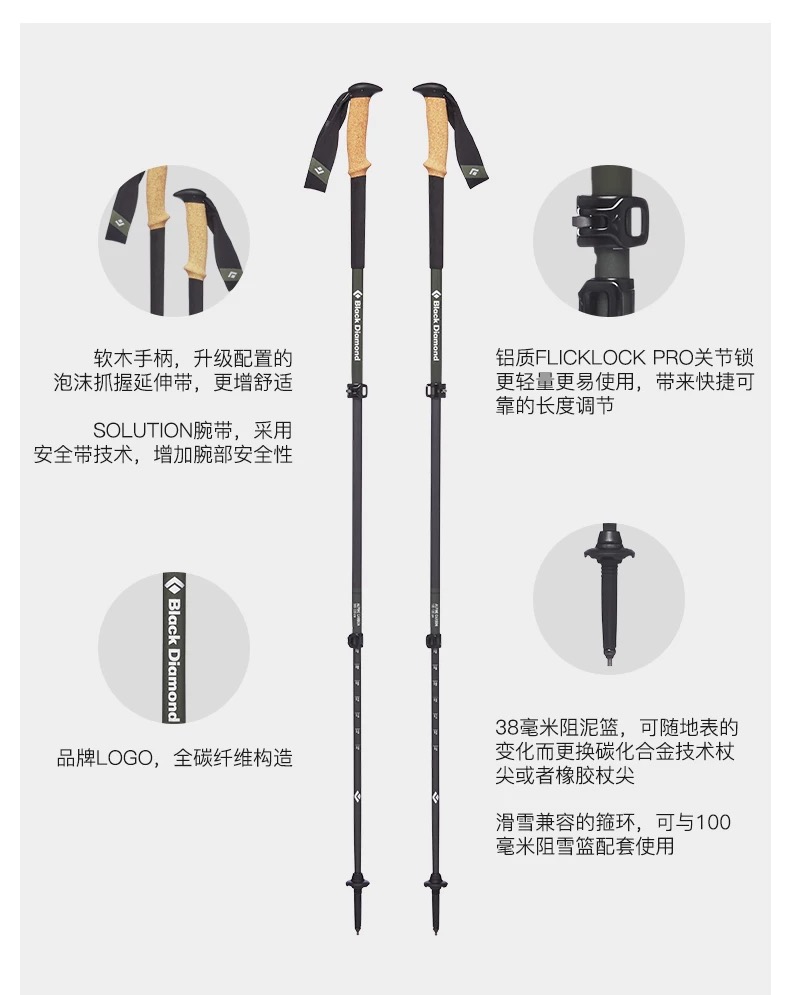 Black Diamond
Black Diamond
软木手柄，升级配置的
泡沫抓握延伸带，更增舒适
SOLUTION腕带，采用
安全带技术，增加腕部安全性
铝质FLICKLOCK PRO关节锁
更轻量更易使用，带来快捷可
靠的长度调节
Black Diamond
品牌LOGO，全碳纤维构造
38毫米阻泥篮，可随地表的
变化而更换碳化合金技术杖
尖或者橡胶杖尖
滑雪兼容的箍环，可与100
毫米阻雪篮配套使用